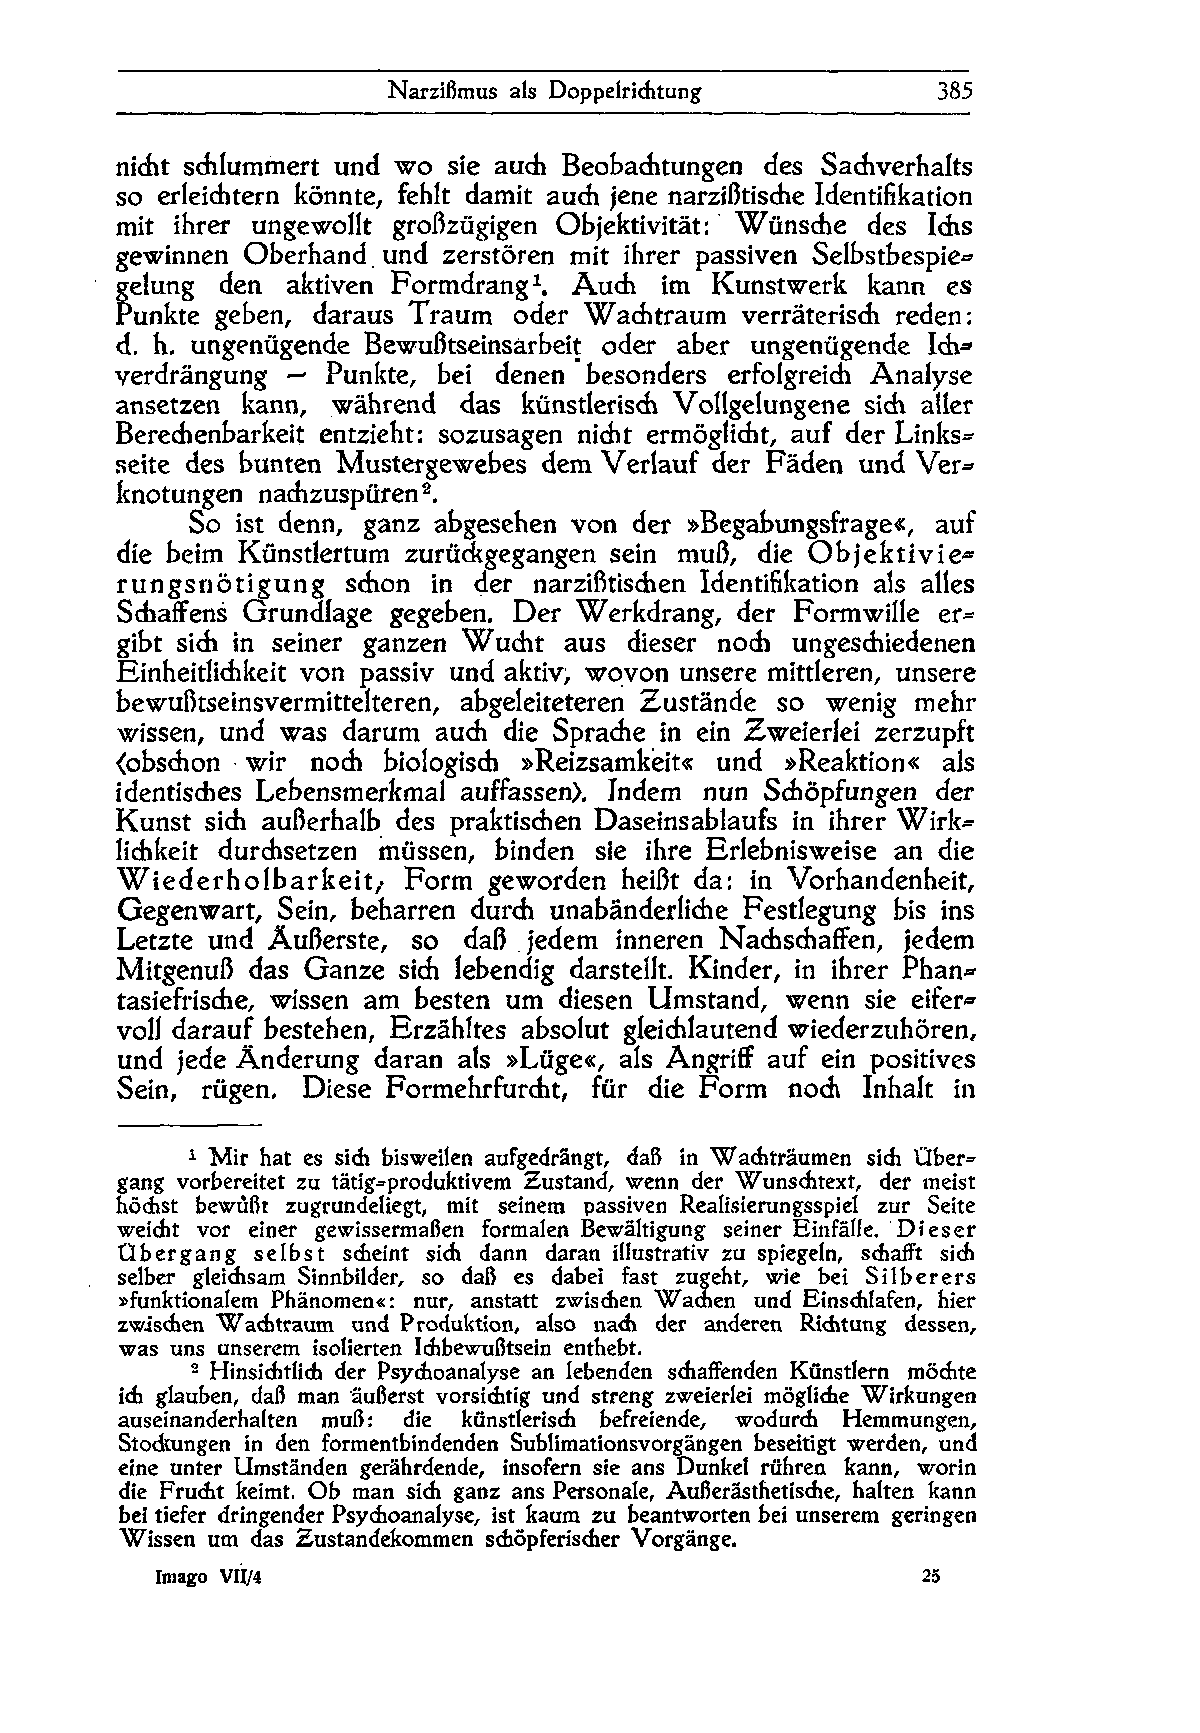 Narzißmus als Doppelrichtung 385
nicht schlummert und wo sie auch Beobachtungen des Sachverhalts
so erleichtern könnte, fehlt damit auch jene narzißtische Identifikation
mit ihrer ungewollt großzügigen Objektivität: Wünsche des Ichs
gewinnen Oberhand und zerstören mit ihrer passiven Selbstbespie-
gelung den aktiven Formdrang¹. Auch im Kunstwerk kann es
Punkte geben, daraus Traum oder Wachtraum verräterisch reden:
d. h. ungenügende Bewußtseinsarbeit oder aber ungenügende Ich-
verdrängung — Punkte, bei denen besonders erfolgreich Analyse
ansetzen kann, während das künstlerisch Vollgelungene sich aller
Berechenbarkeit entzieht: sozusagen nicht ermöglicht, auf der Links-
seite des bunten Mustergewebes dem Verlauf der Fäden und Ver-
knotungen nachzuspüren².
So ist denn, ganz abgesehen von der »Begabungsfrage«, auf
die beim Künstlertum zurückgegangen sein muß, die Objektivie-
rungsnötigung schon in der narzißtischen Identifikation als alles
Schaffens Grundlage gegeben. Der Werkdrang, der Formwille er-
gibt sich in seiner ganzen Wucht aus dieser noch ungeschiedenen
Einheitlichkeit von passiv und aktiv, wovon unsere mittleren, unsere
bewußtseinsvermittelteren, abgeleiteteren Zustände so wenig mehr
wissen, und was darum auch die Sprache in ein Zweierlei zerzupft
(obschon wir noch biologisch »Reizsamkeit« und »Reaktion« als
identisches Lebensmerkmal auffassen). Indem nun Schöpfungen der
Kunst sich außerhalb des praktischen Daseinsablaufs in ihrer Wirk-
lichkeit durchsetzen müssen, binden sie ihre Erlebnisweise an die
Wiederholbarkeit; Form geworden heißt da: in Vorhandenheit,
Gegenwart, Sein, beharren durch unabänderliche Festlegung bis ins
Letzte und Äußerste, so daß jedem inneren Nachschaffen, jedem
Mitgenuß das Ganze sich lebendig darstellt. Kinder, in ihrer Phan-
tasiefrische, wissen am besten um diesen Umstand, wenn sie eifer-
voll darauf bestehen, Erzähltes absolut gleichlautend wiederzuhören,
und jede Änderung daran als »Lüge«, als Angriff auf ein positives
Sein, rügen. Diese Formehrfurcht, für die Form noch Inhalt in
¹ Mir hat es sich bisweilen aufgedrängt, daß in Wachträumen sich Über-
gang vorbereitet zu tätig-produktivem Zustand, wenn der Wunschtext, der meist
höchst bewußt zugrundeliegt, mit seinem passiven Realisierungsspiel zur Seite
weicht vor einer gewissermaßen formalen Bewältigung seiner Einfälle. Dieser
Übergang selbst scheint sich dann daran illustrativ zu spiegeln, schafft sich
selber gleichsam Sinnbilder, so daß es dabei fast zugeht, wie bei Silberers
»funktionalem Phänomen«: nur, anstatt zwischen Wachen und Einschlafen, hier
zwischen Wachtraum und Produktion, also nach der anderen Richtung dessen,
was uns unserem isolierten Ichbewußtsein enthebt.
² Hinsichtlich der Psychoanalyse an lebenden schaffenden Künstlern möchte
ich glauben, daß man äußerst vorsichtig und streng zweierlei mögliche Wirkungen
auseinanderhalten muß: die künstlerisch befreiende, wodurch Hemmungen,
Stockungen in den formentbindenden Sublimationsvorgängen beseitigt werden, und
eine unter Umständen gerährdende, insofern sie ans Dunkel rühren kann, worin
die Frucht keimt. Ob man sich ganz ans Personale, Außerästhetische, halten kann
bei tiefer dringender Psychoanalyse, ist kaum zu beantworten bei unserem geringen
Wissen um das Zustandekommen schöpferischer Vorgänge.
Imago VII/4 25